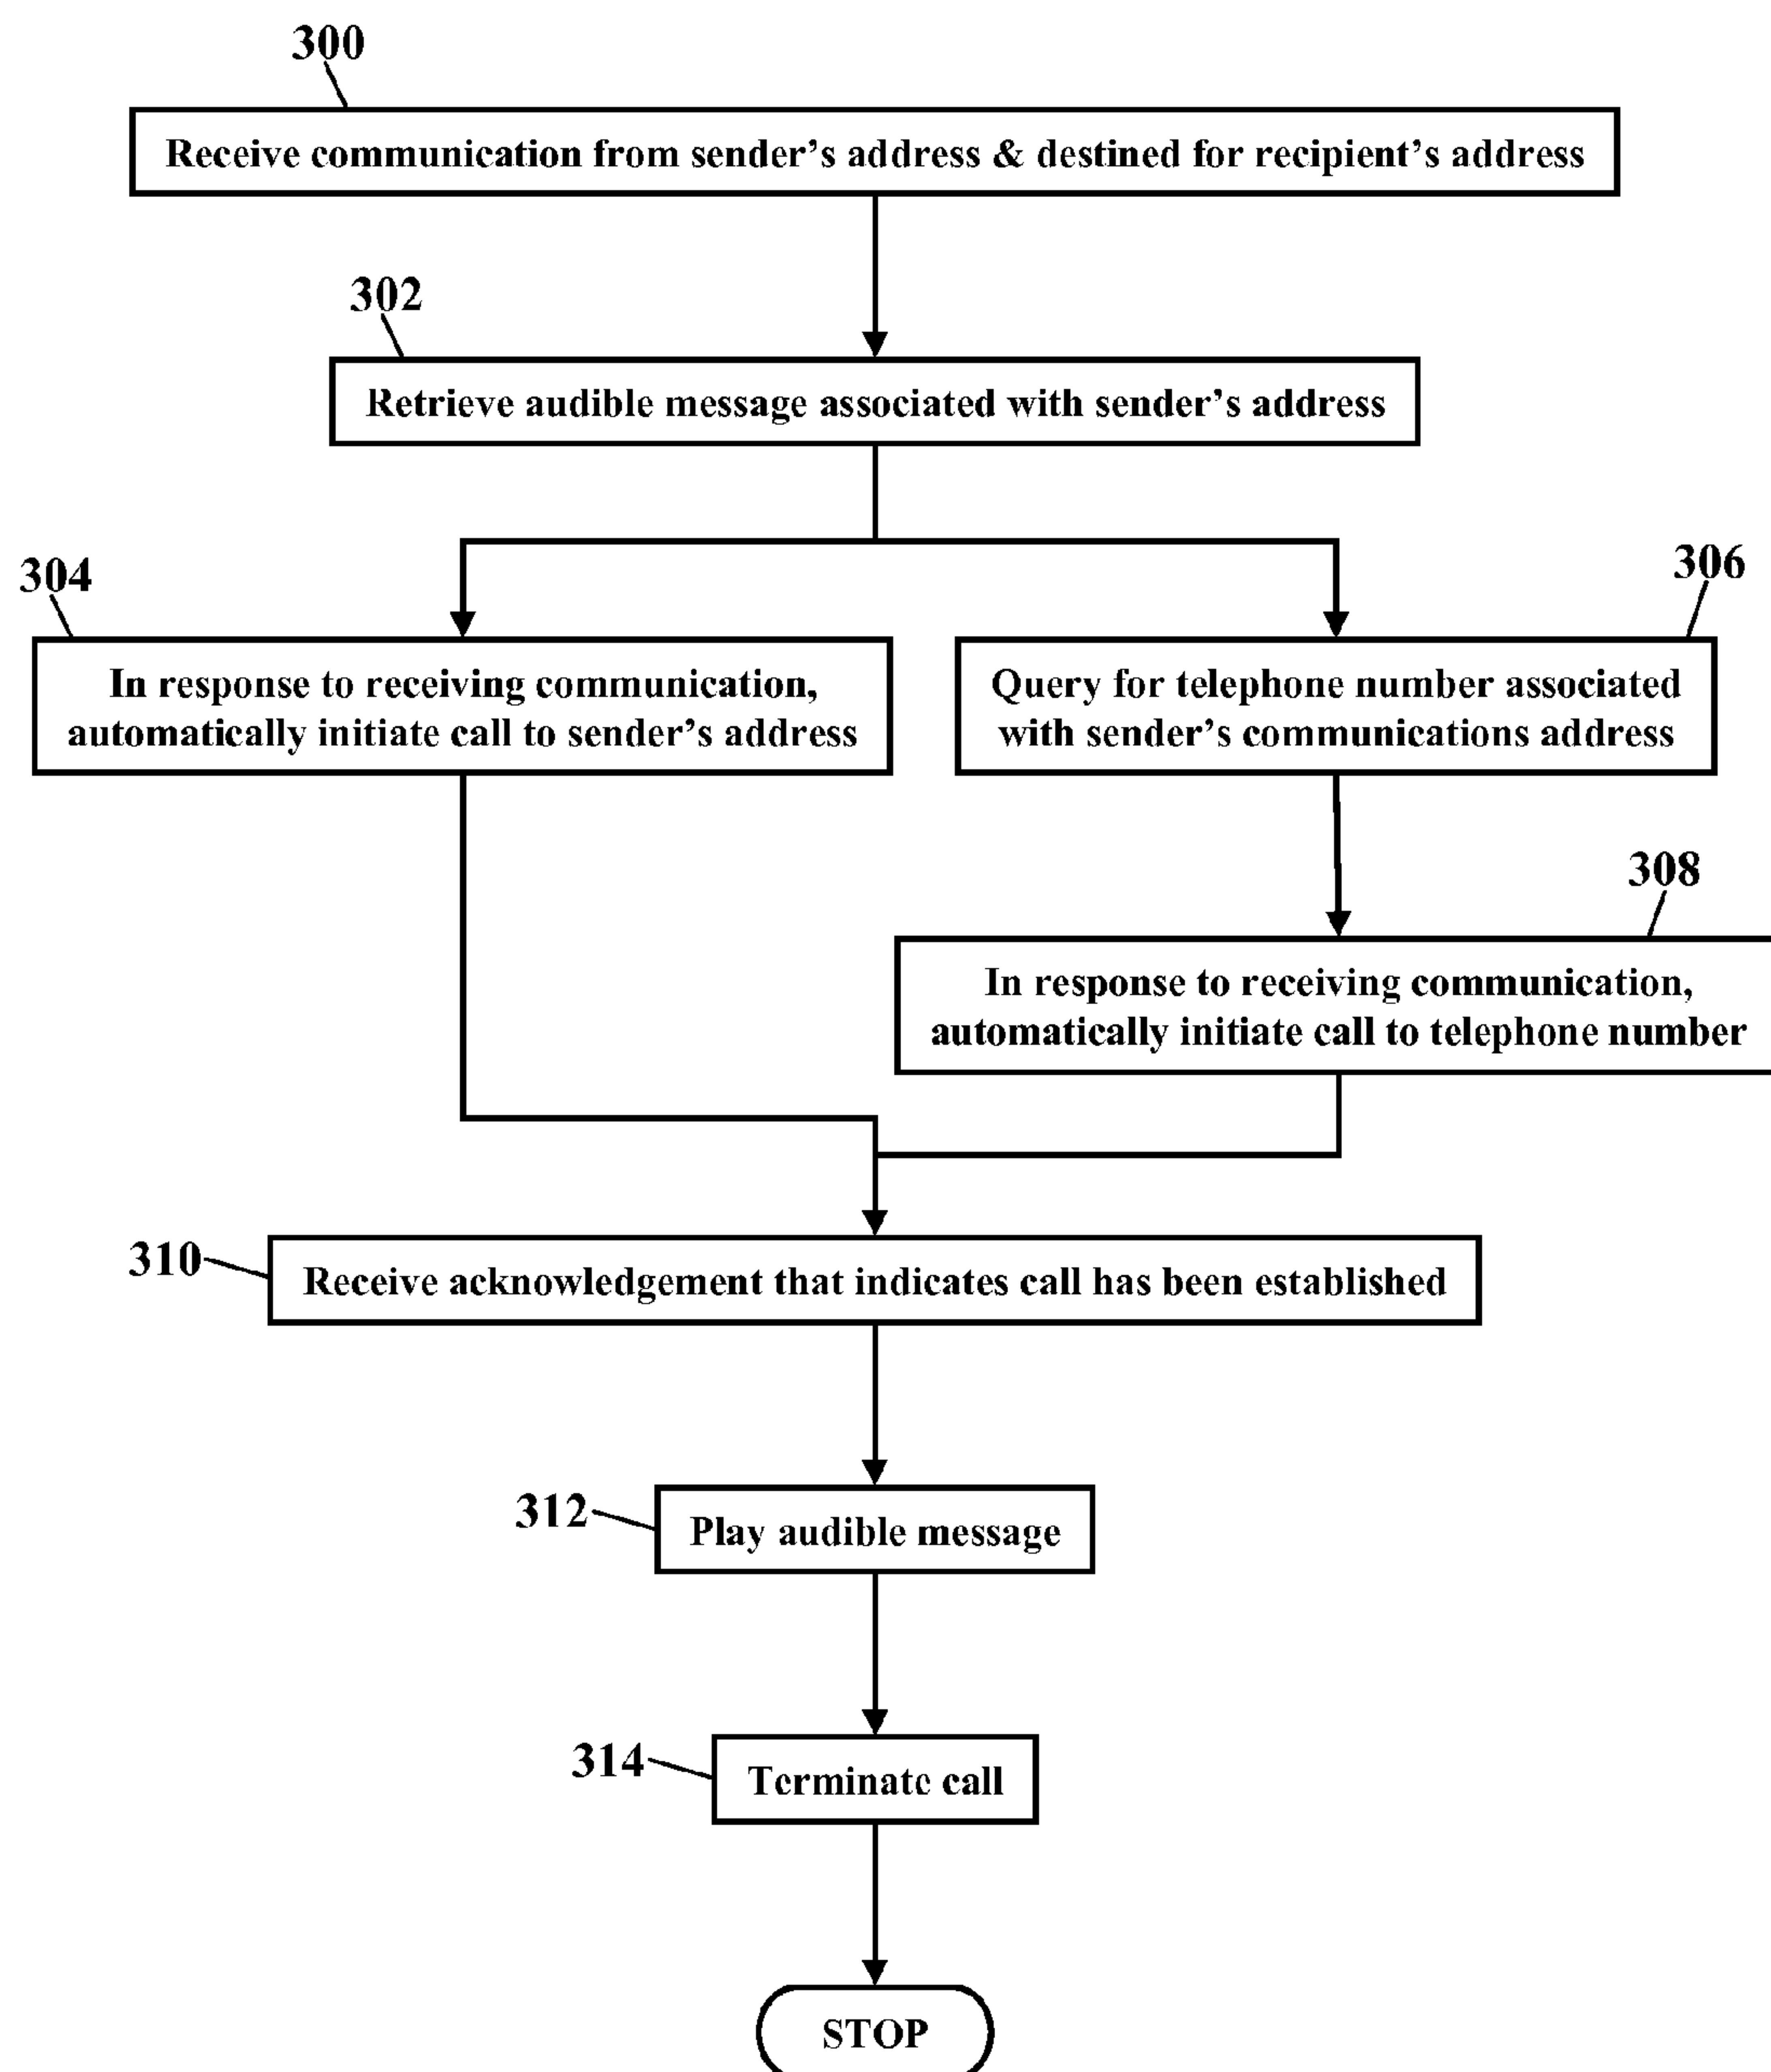 300
Receive communication from sender's address & destined for recipient's address
302
Retrieve audible message associated with sender's address
304
In response to receiving communication,
automatically initiate call to sender's address
306
Query for telephone number associated
with sender's communications address
308
In response to receiving communication,
automatically initiate call to telephone number
310
Receive acknowledgement that indicates call has been established
312
Play audible message
314
Terminate call
STOP